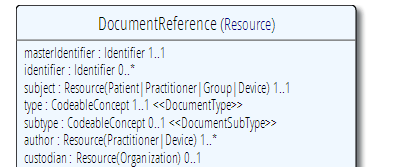 DocumentReference (Resource)
masterIdentifier : Identifier 1..1
identifier : Identifier 0..*
subject : Resource(Patient|Practitioner|Group|Device) 1..1
type : CodeableConcept 1..1 <<DocumentType>>
subtype : CodeableConcept 0..1 <<DocumentSubType>>
author : Resource(Practitioner|Device) 1..*
custodian : Resource(Organization) 0..1